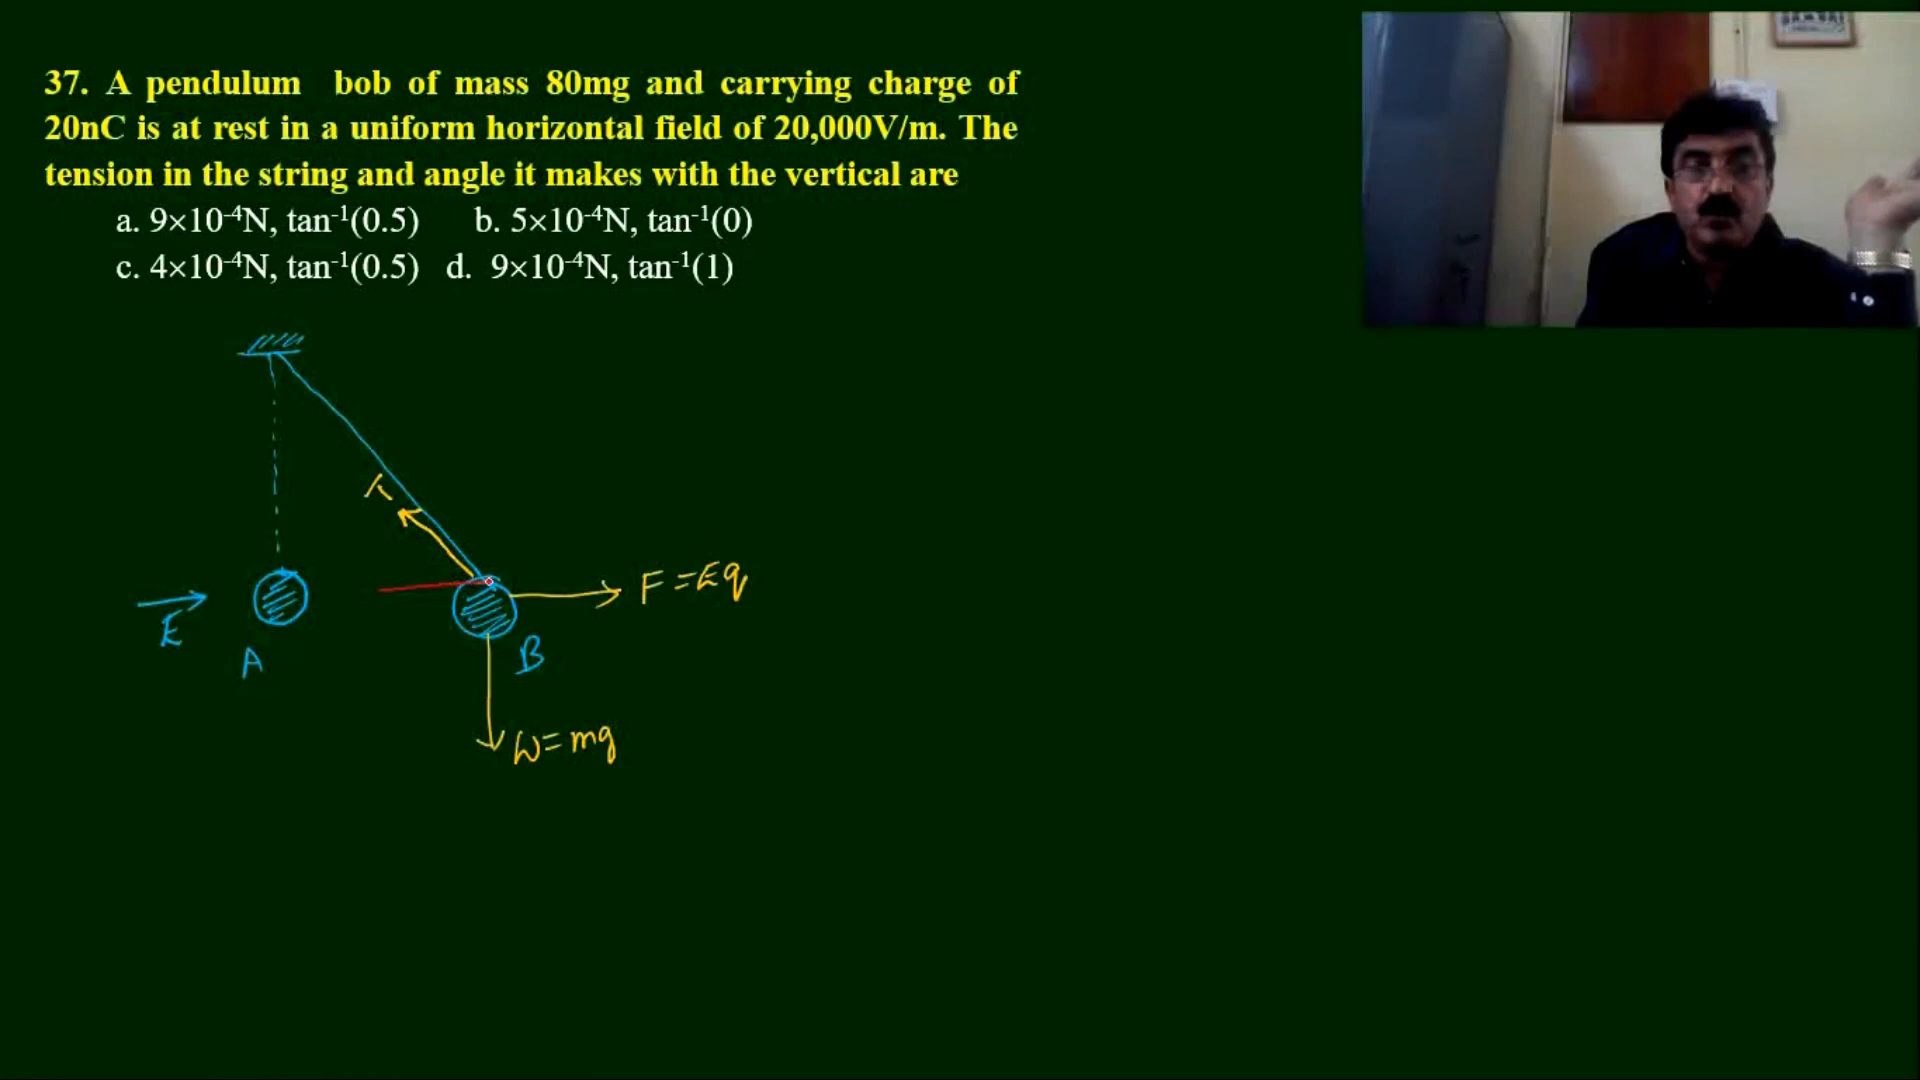 37. A pendulum bob of mass 80mg and carrying charge of
20nC is at rest in a uniform horizontal field of 20,000V/m. The
tension in the string and angle it makes with the vertical are
a. 9×10⁻⁴N, tan⁻¹(0.5) b. 5×10⁻⁴N, tan⁻¹(0)
c. 4×10⁻⁴N, tan⁻¹(0.5) d. 9×10⁻⁴N, tan⁻¹(1)
T
F = Eq
E
A
B
W = mg